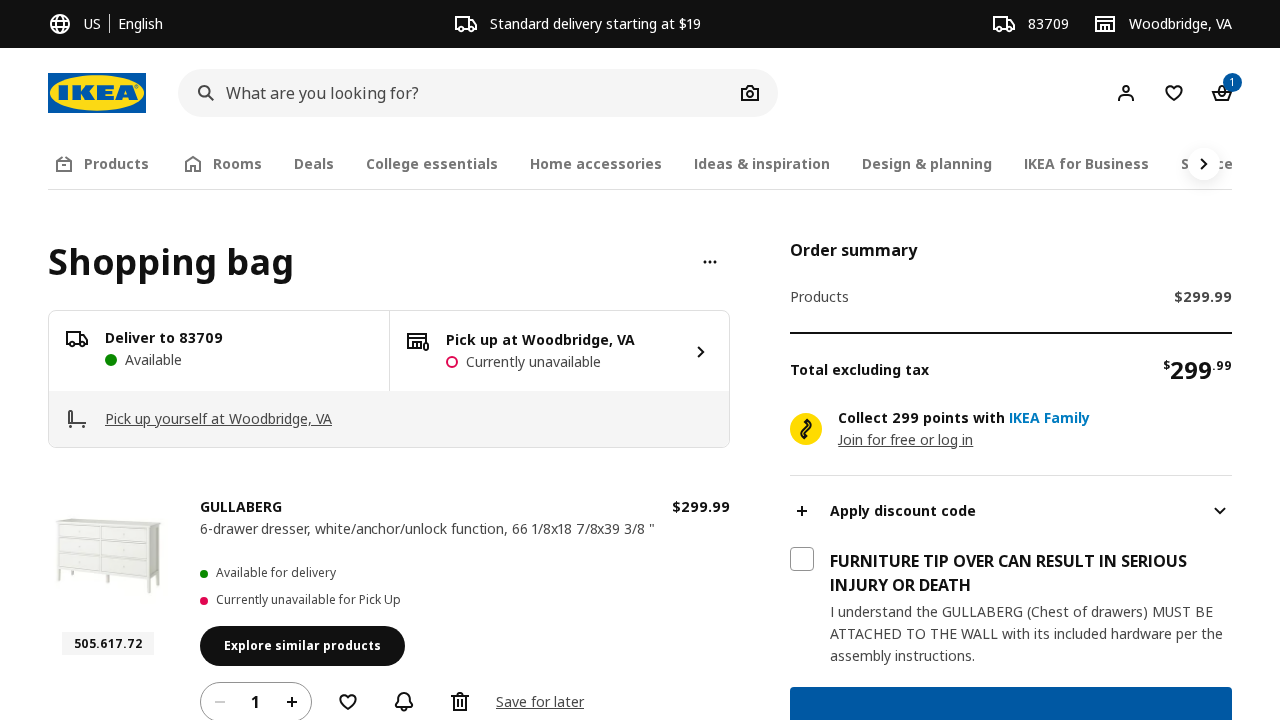 US | English
Standard delivery starting at $19
83709
Woodbridge, VA
IKEA
What are you looking for?
1
Products
Rooms
Deals
College essentials
Home accessories
Ideas & inspiration
Design & planning
IKEA for Business
Shopping bag
Deliver to 83709
Available
Pick up at Woodbridge, VA
Currently unavailable
Pick up yourself at Woodbridge, VA
GULLABERG
$299.99
6-drawer dresser, white/anchor/unlock function, 66 1/8x18 7/8x39 3/8 "
Available for delivery
Currently unavailable for Pick Up
505.617.72
Explore similar products
1
Save for later
Order summary
Products
$299.99
Total excluding tax
$299.99
Collect 299 points with IKEA Family
Join for free or log in
Apply discount code
FURNITURE TIP OVER CAN RESULT IN SERIOUS
INJURY OR DEATH
I understand the GULLABERG (Chest of drawers) MUST BE
ATTACHED TO THE WALL with its included hardware per the
assembly instructions.